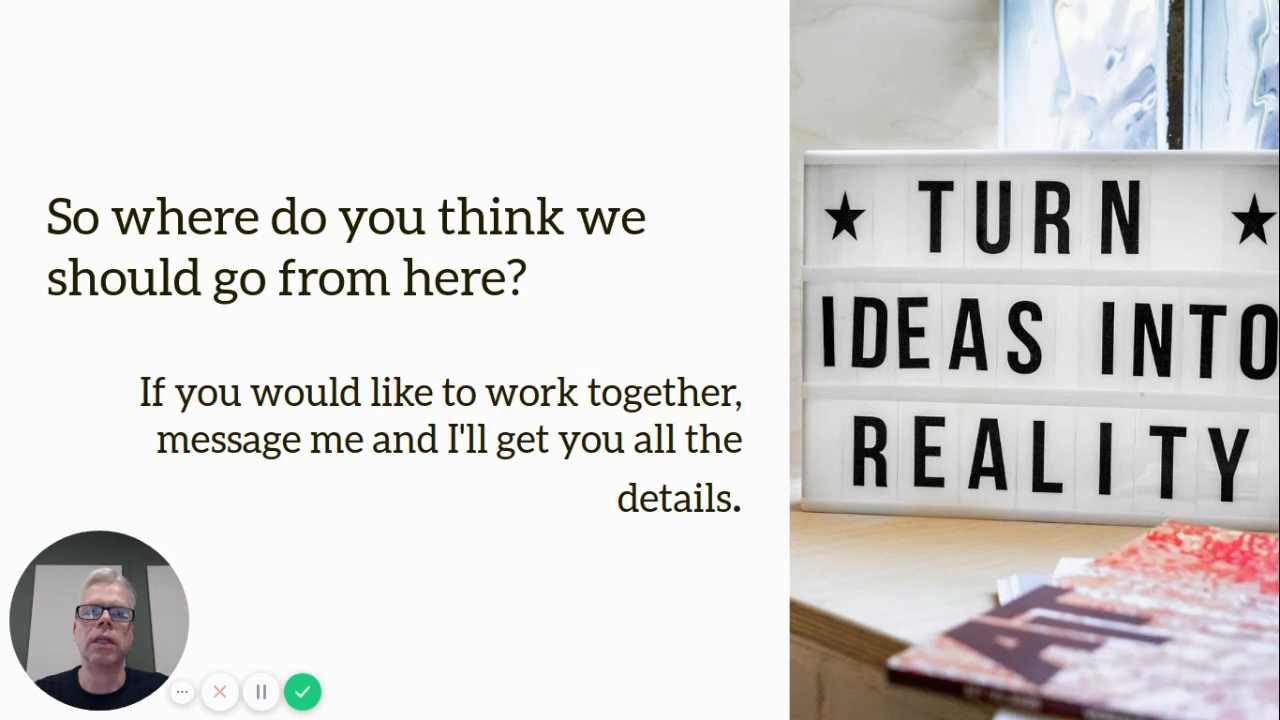 So where do you think we
should go from here?
If you would like to work together,
message me and I'll get you all the
details.
★ TURN ★
IDEAS INTO
REALITY